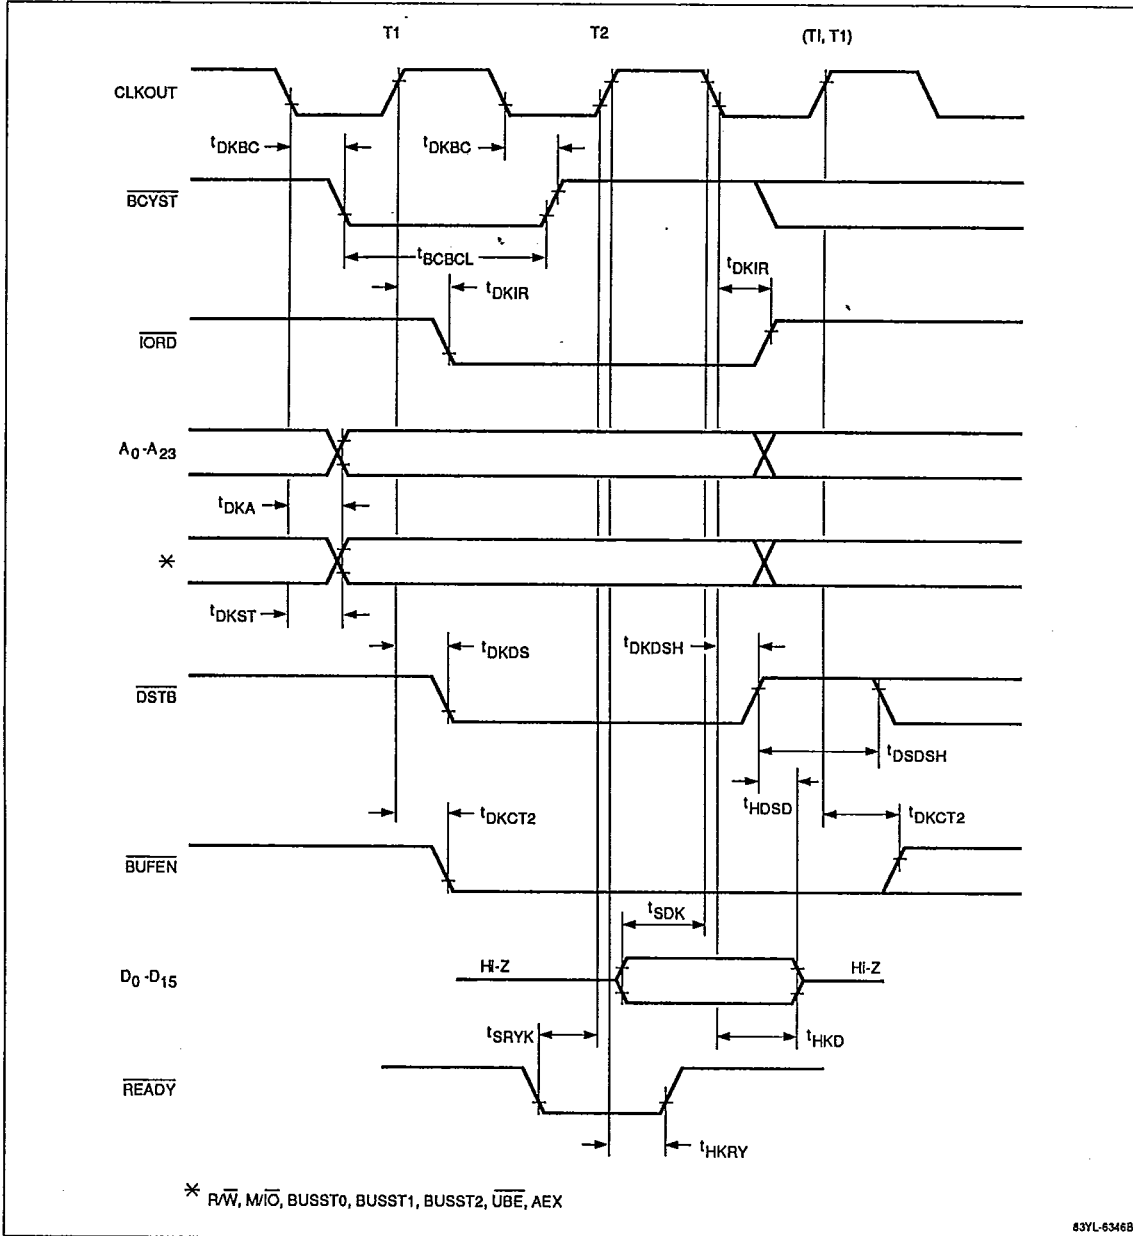 T1 T2 (TI, T1)
CLKOUT
tDKBC tDKBC
BCYST
tBCBCL
tDKIR tDKIR
IORD
A0-A23
tDKA
*
tDKST
tDKDS tDKDSH
DSTB
tDSDSH
tHDSD
tDKCT2 tDKCT2
BUFEN
tSDK
D0-D15 Hi-Z Hi-Z
tSRYK tHKD
READY
tHKRY
* R/W, M/IO, BUSST0, BUSST1, BUSST2, UBE, AEX
83YL-6346B